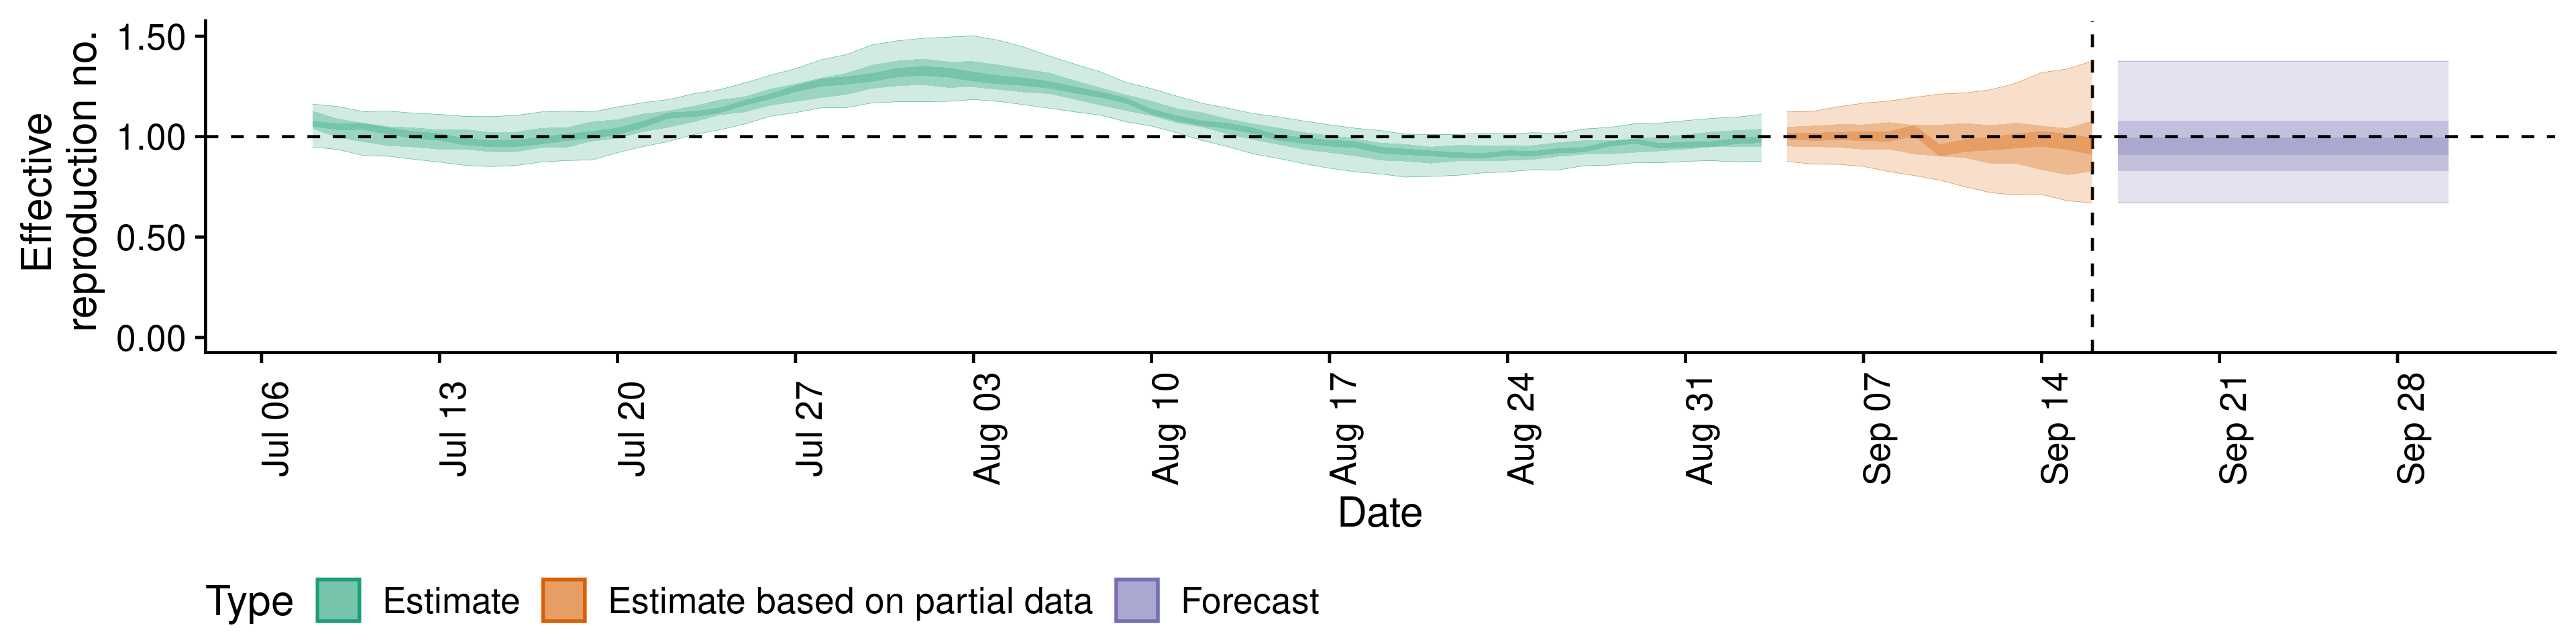 Effective
reproduction no.
1.50
1.00
0.50
0.00
Jul 06
Jul 13
Jul 20
Jul 27
Aug 03
Aug 10
Aug 17
Aug 24
Aug 31
Sep 07
Sep 14
Sep 21
Sep 28
Date
Type Estimate Estimate based on partial data Forecast